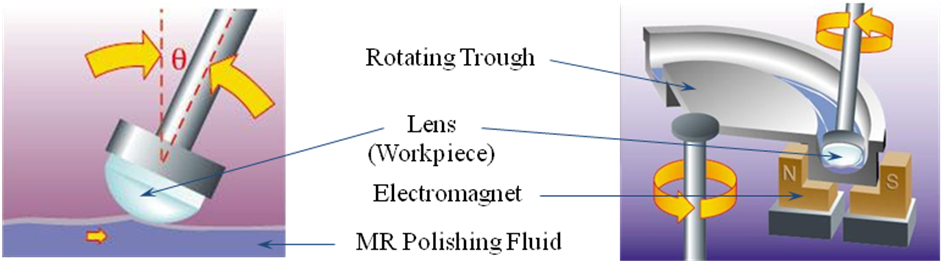 θ
Rotating Trough
Lens
(Workpiece)
Electromagnet
MR Polishing Fluid
N
S